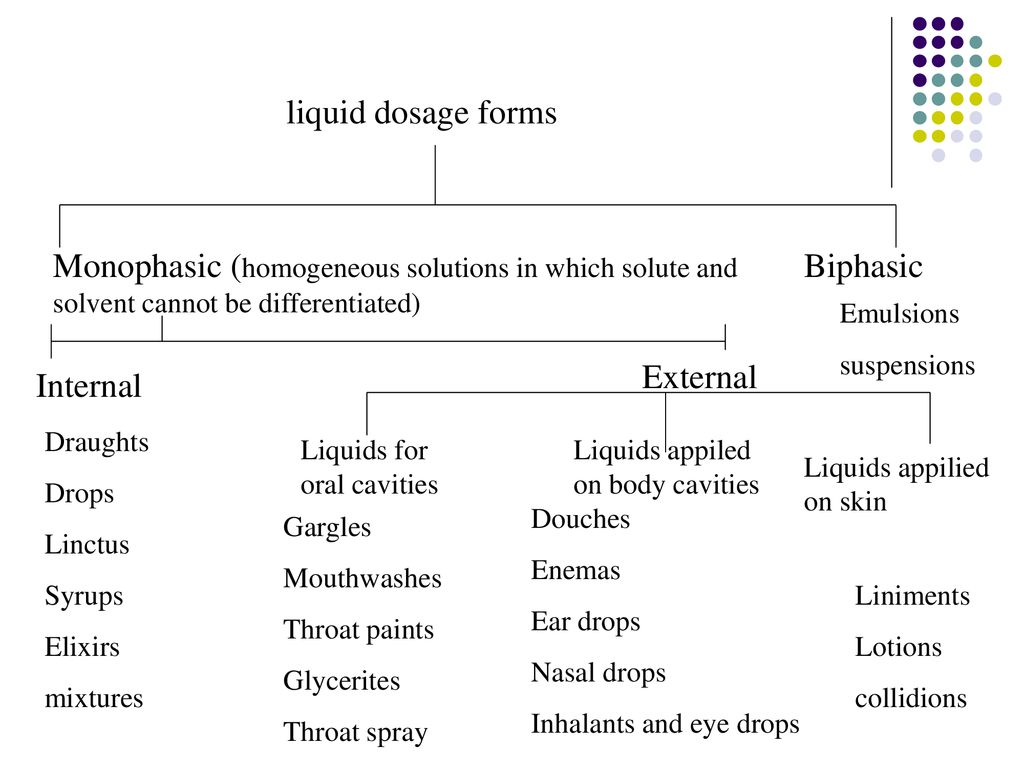 liquid dosage forms
Monophasic (homogeneous solutions in which solute and
solvent cannot be differentiated)
Biphasic
Emulsions
suspensions
Internal
Draughts
Drops
Linctus
Syrups
Elixirs
mixtures
External
Liquids for
oral cavities
Gargles
Mouthwashes
Throat paints
Glycerites
Throat spray
Liquids appiled
on body cavities
Douches
Enemas
Ear drops
Nasal drops
Inhalants and eye drops
Liquids appilied
on skin
Liniments
Lotions
collidions